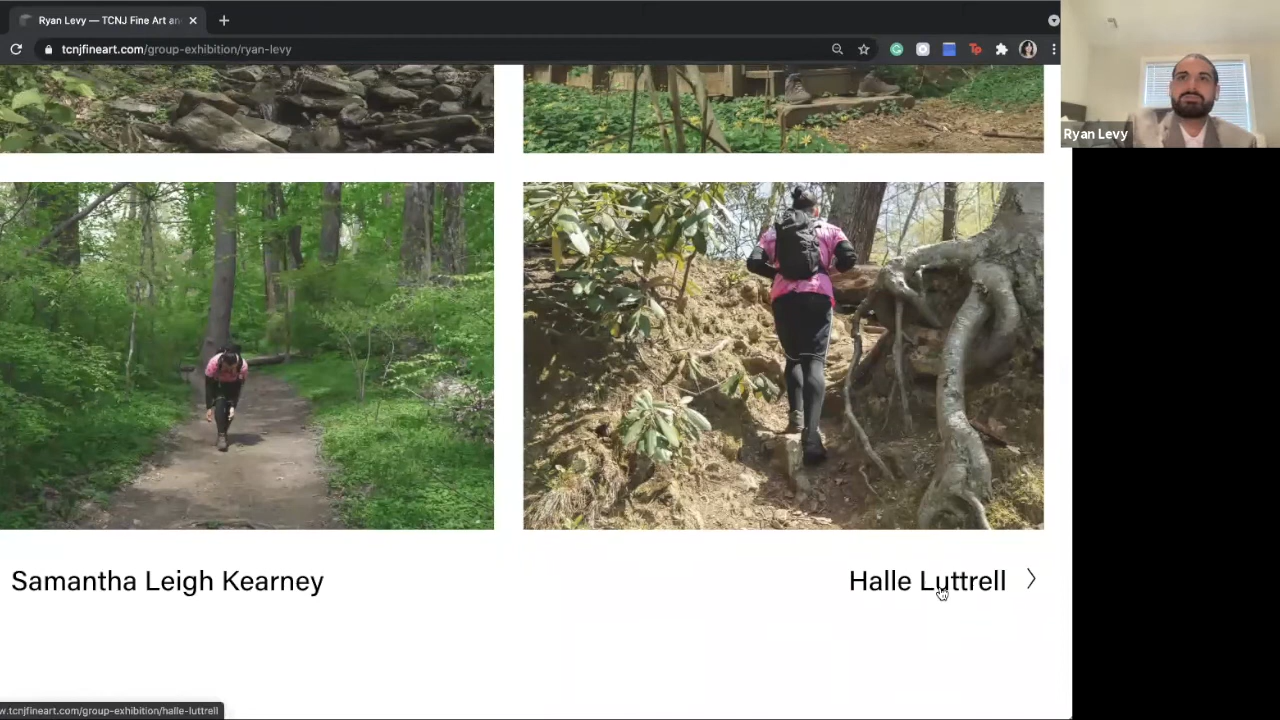 Ryan Levy — TCNJ Fine Art an
tcnjfineart.com/group-exhibition/ryan-levy
Ryan Levy
Samantha Leigh Kearney
Halle Luttrell
w.tcnjfineart.com/group-exhibition/halle-luttrell